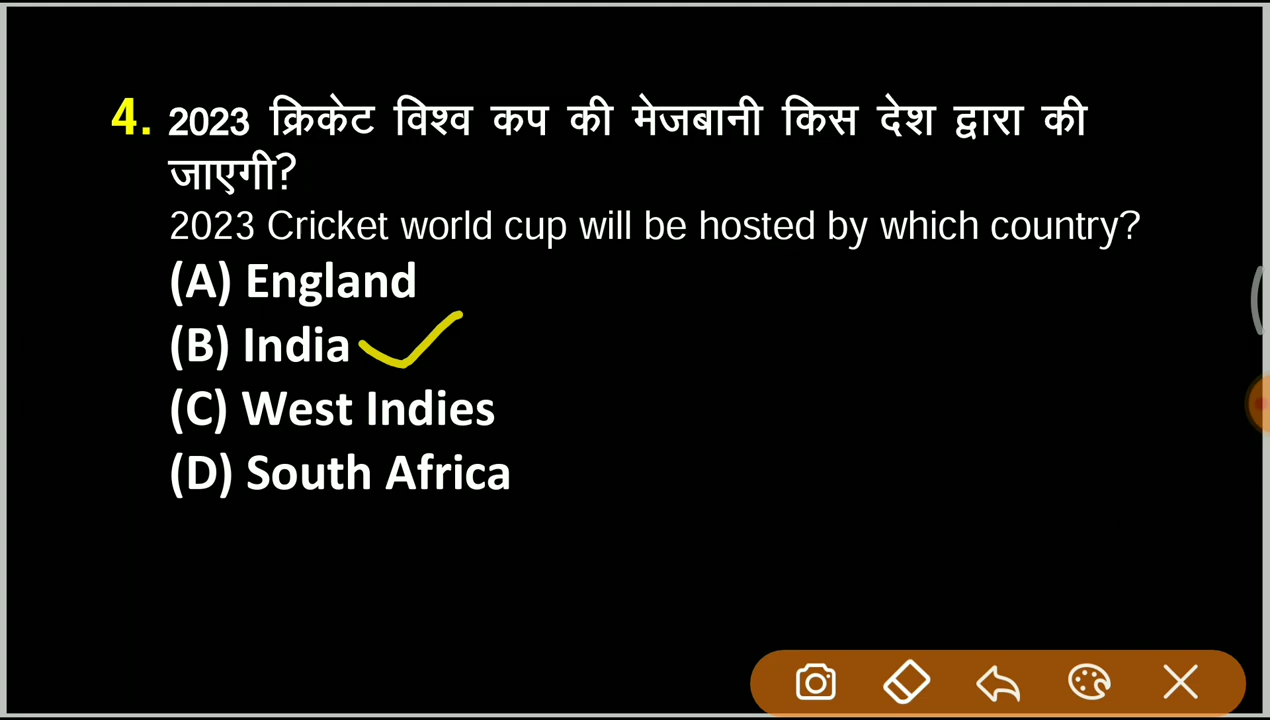 4. 2023 क्रिकेट विश्व कप की मेजबानी किस देश द्वारा की
जाएगी?
2023 Cricket world cup will be hosted by which country?
(A) England
(B) India
(C) West Indies
(D) South Africa